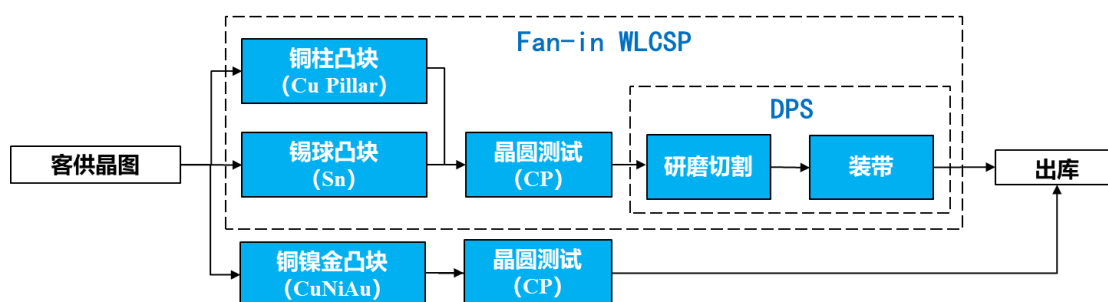 Fan-in WLCSP
铜柱凸块
(Cu Pillar)
DPS
客供晶图
锡球凸块
(Sn)
晶圆测试
(CP)
研磨切割
装带
出库
铜镍金凸块
(CuNiAu)
晶圆测试
(CP)